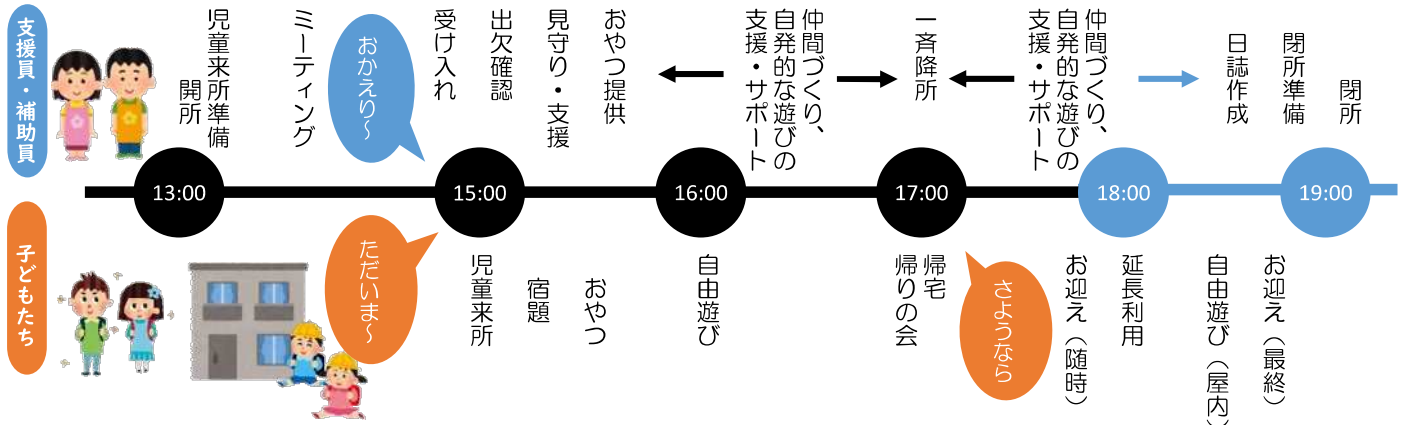 支援員・補助員
開所
児童来所準備
ミーティング
おかえり〜
受け入れ
出欠確認
見守り・支援
おやつ提供
仲間づくり、
自発的な遊びの
支援・サポート
一斉降所
仲間づくり、
自発的な遊びの
支援・サポート
日誌作成
閉所準備
閉所
13:00
15:00
16:00
17:00
18:00
19:00
子どもたち
ただいま〜
児童来所
宿題
おやつ
自由遊び
帰りの会
帰宅
さようなら
お迎え（随時）
延長利用
自由遊び（屋内）
お迎え（最終）